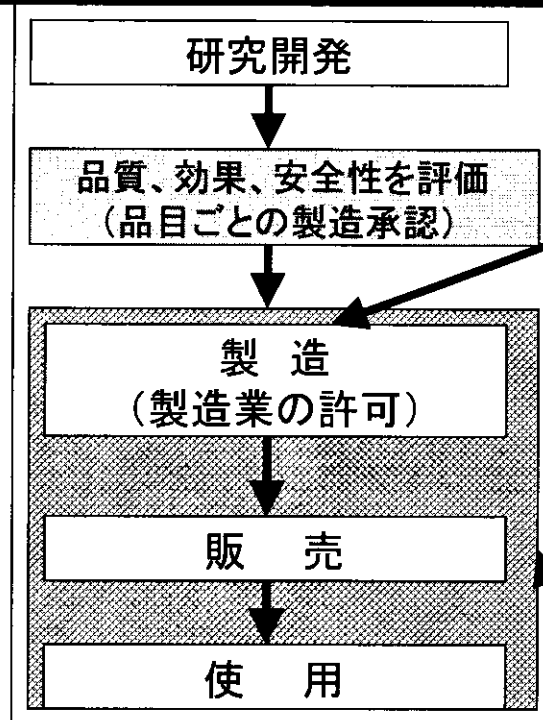 研究開発
品質、効果、安全性を評価
(品目ごとの製造承認)
製 造
(製造業の許可)
販 売
使 用